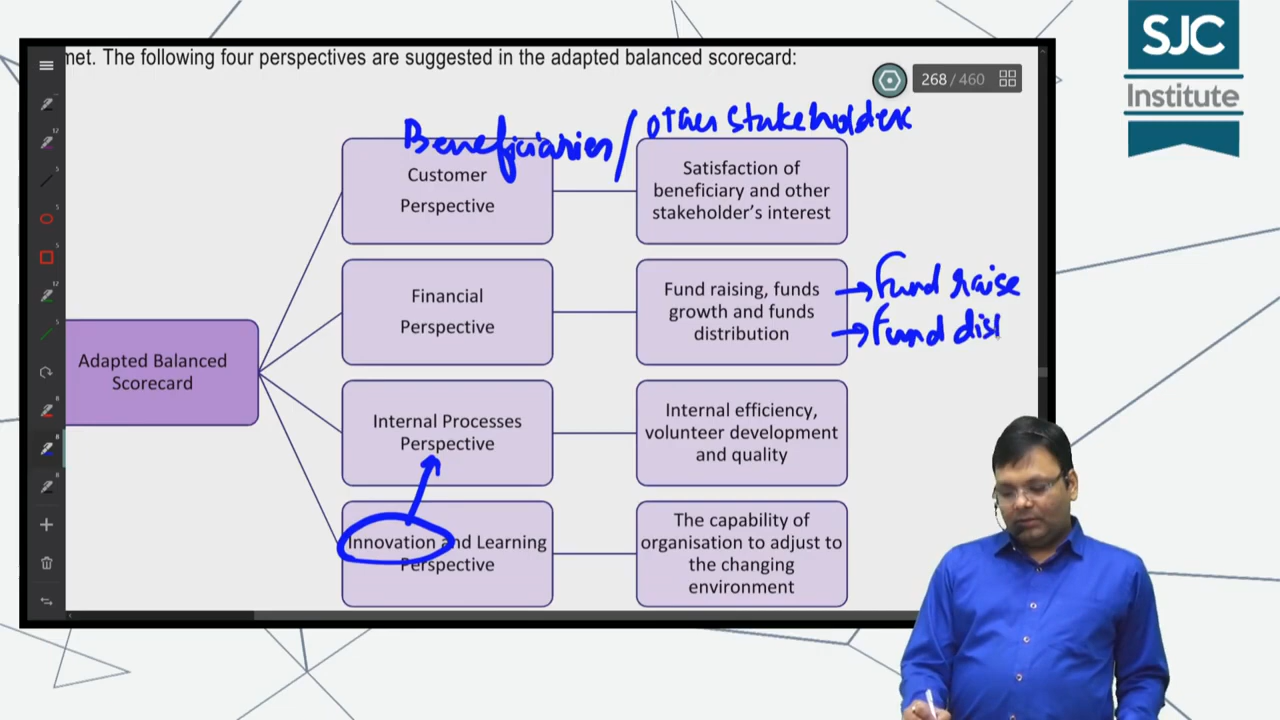 SJC
Institute
met. The following four perspectives are suggested in the adapted balanced scorecard:
268 / 460
Beneficiaries / other stakeholders
Customer
Perspective
Satisfaction of
beneficiary and other
stakeholder's interest
Financial
Perspective
Fund raising, funds
growth and funds
distribution
→ Fund raise
→ Fund dist
Adapted Balanced
Scorecard
Internal Processes
Perspective
Internal efficiency,
volunteer development
and quality
Innovation and Learning
Perspective
The capability of
organisation to adjust to
the changing
environment